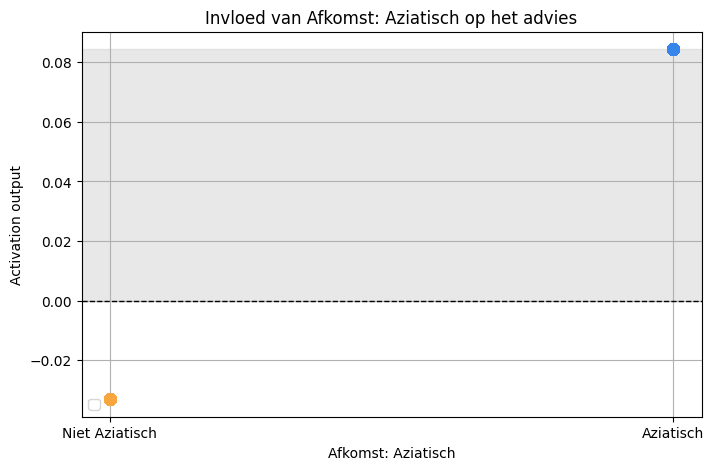 Invloed van Afkomst: Aziatisch op het advies
Activation output
0.08
0.06
0.04
0.02
0.00
−0.02
Niet Aziatisch
Aziatisch
Afkomst: Aziatisch